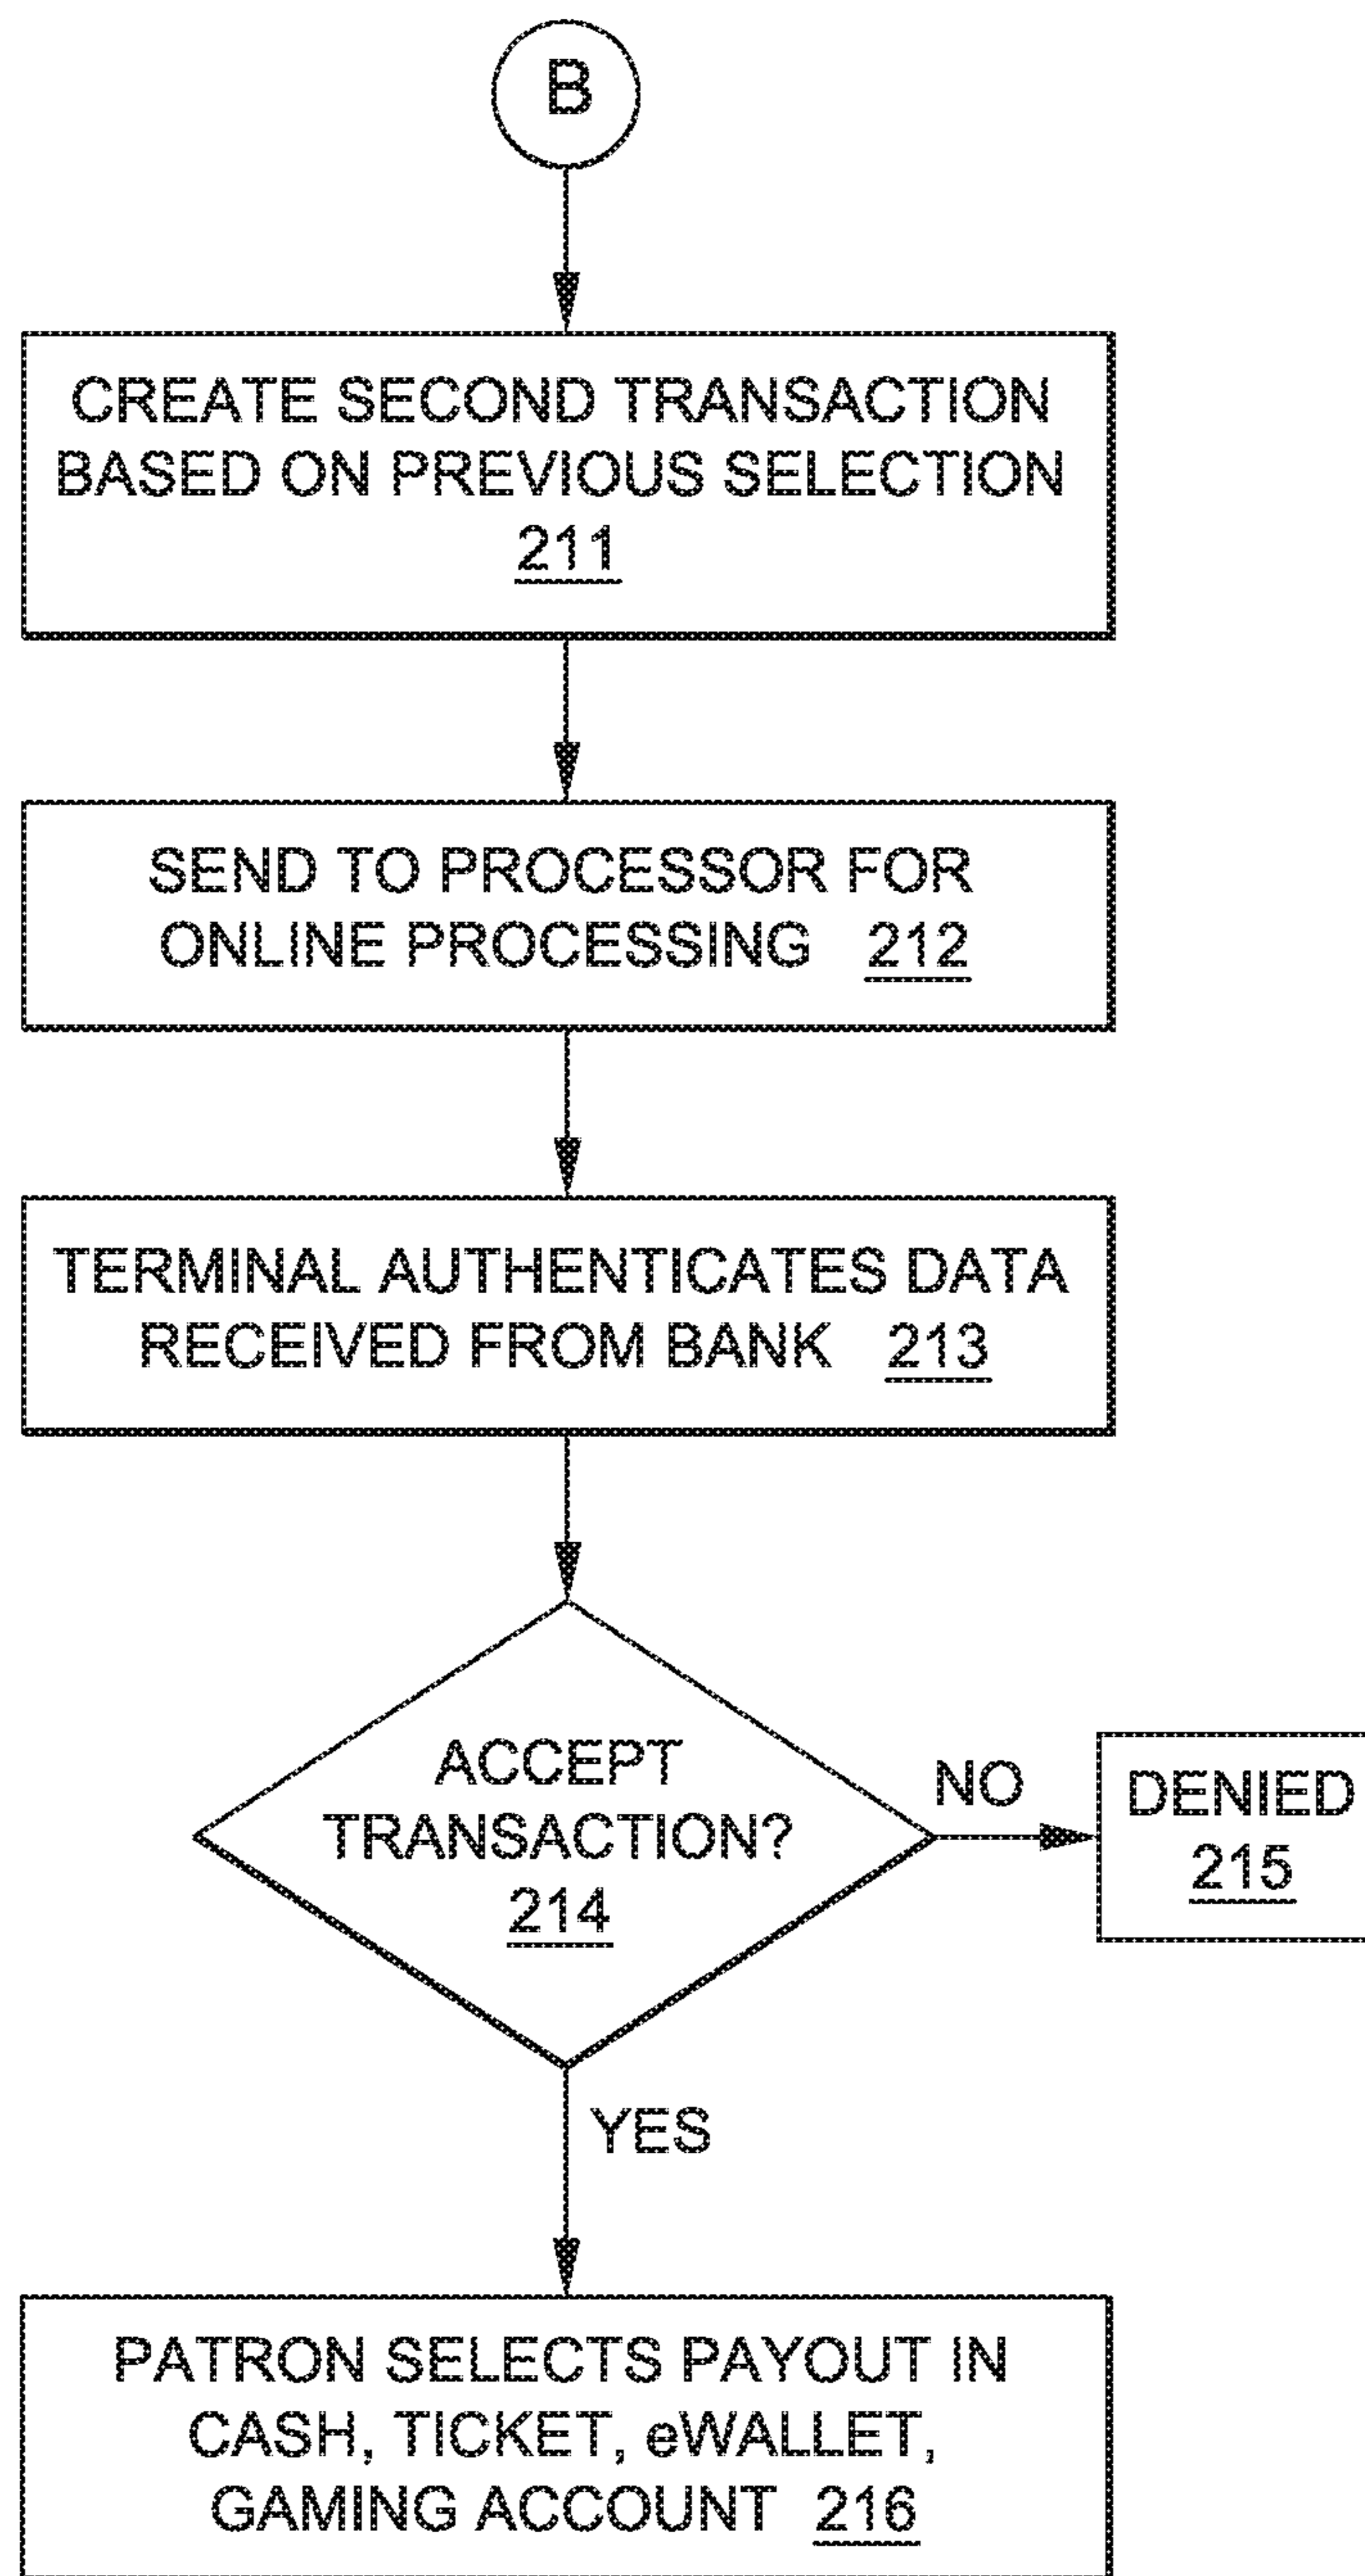 B
CREATE SECOND TRANSACTION
BASED ON PREVIOUS SELECTION
211
SEND TO PROCESSOR FOR
ONLINE PROCESSING 212
TERMINAL AUTHENTICATES DATA
RECEIVED FROM BANK 213
ACCEPT
TRANSACTION?
214
NO
DENIED
215
YES
PATRON SELECTS PAYOUT IN
CASH, TICKET, eWALLET,
GAMING ACCOUNT 216